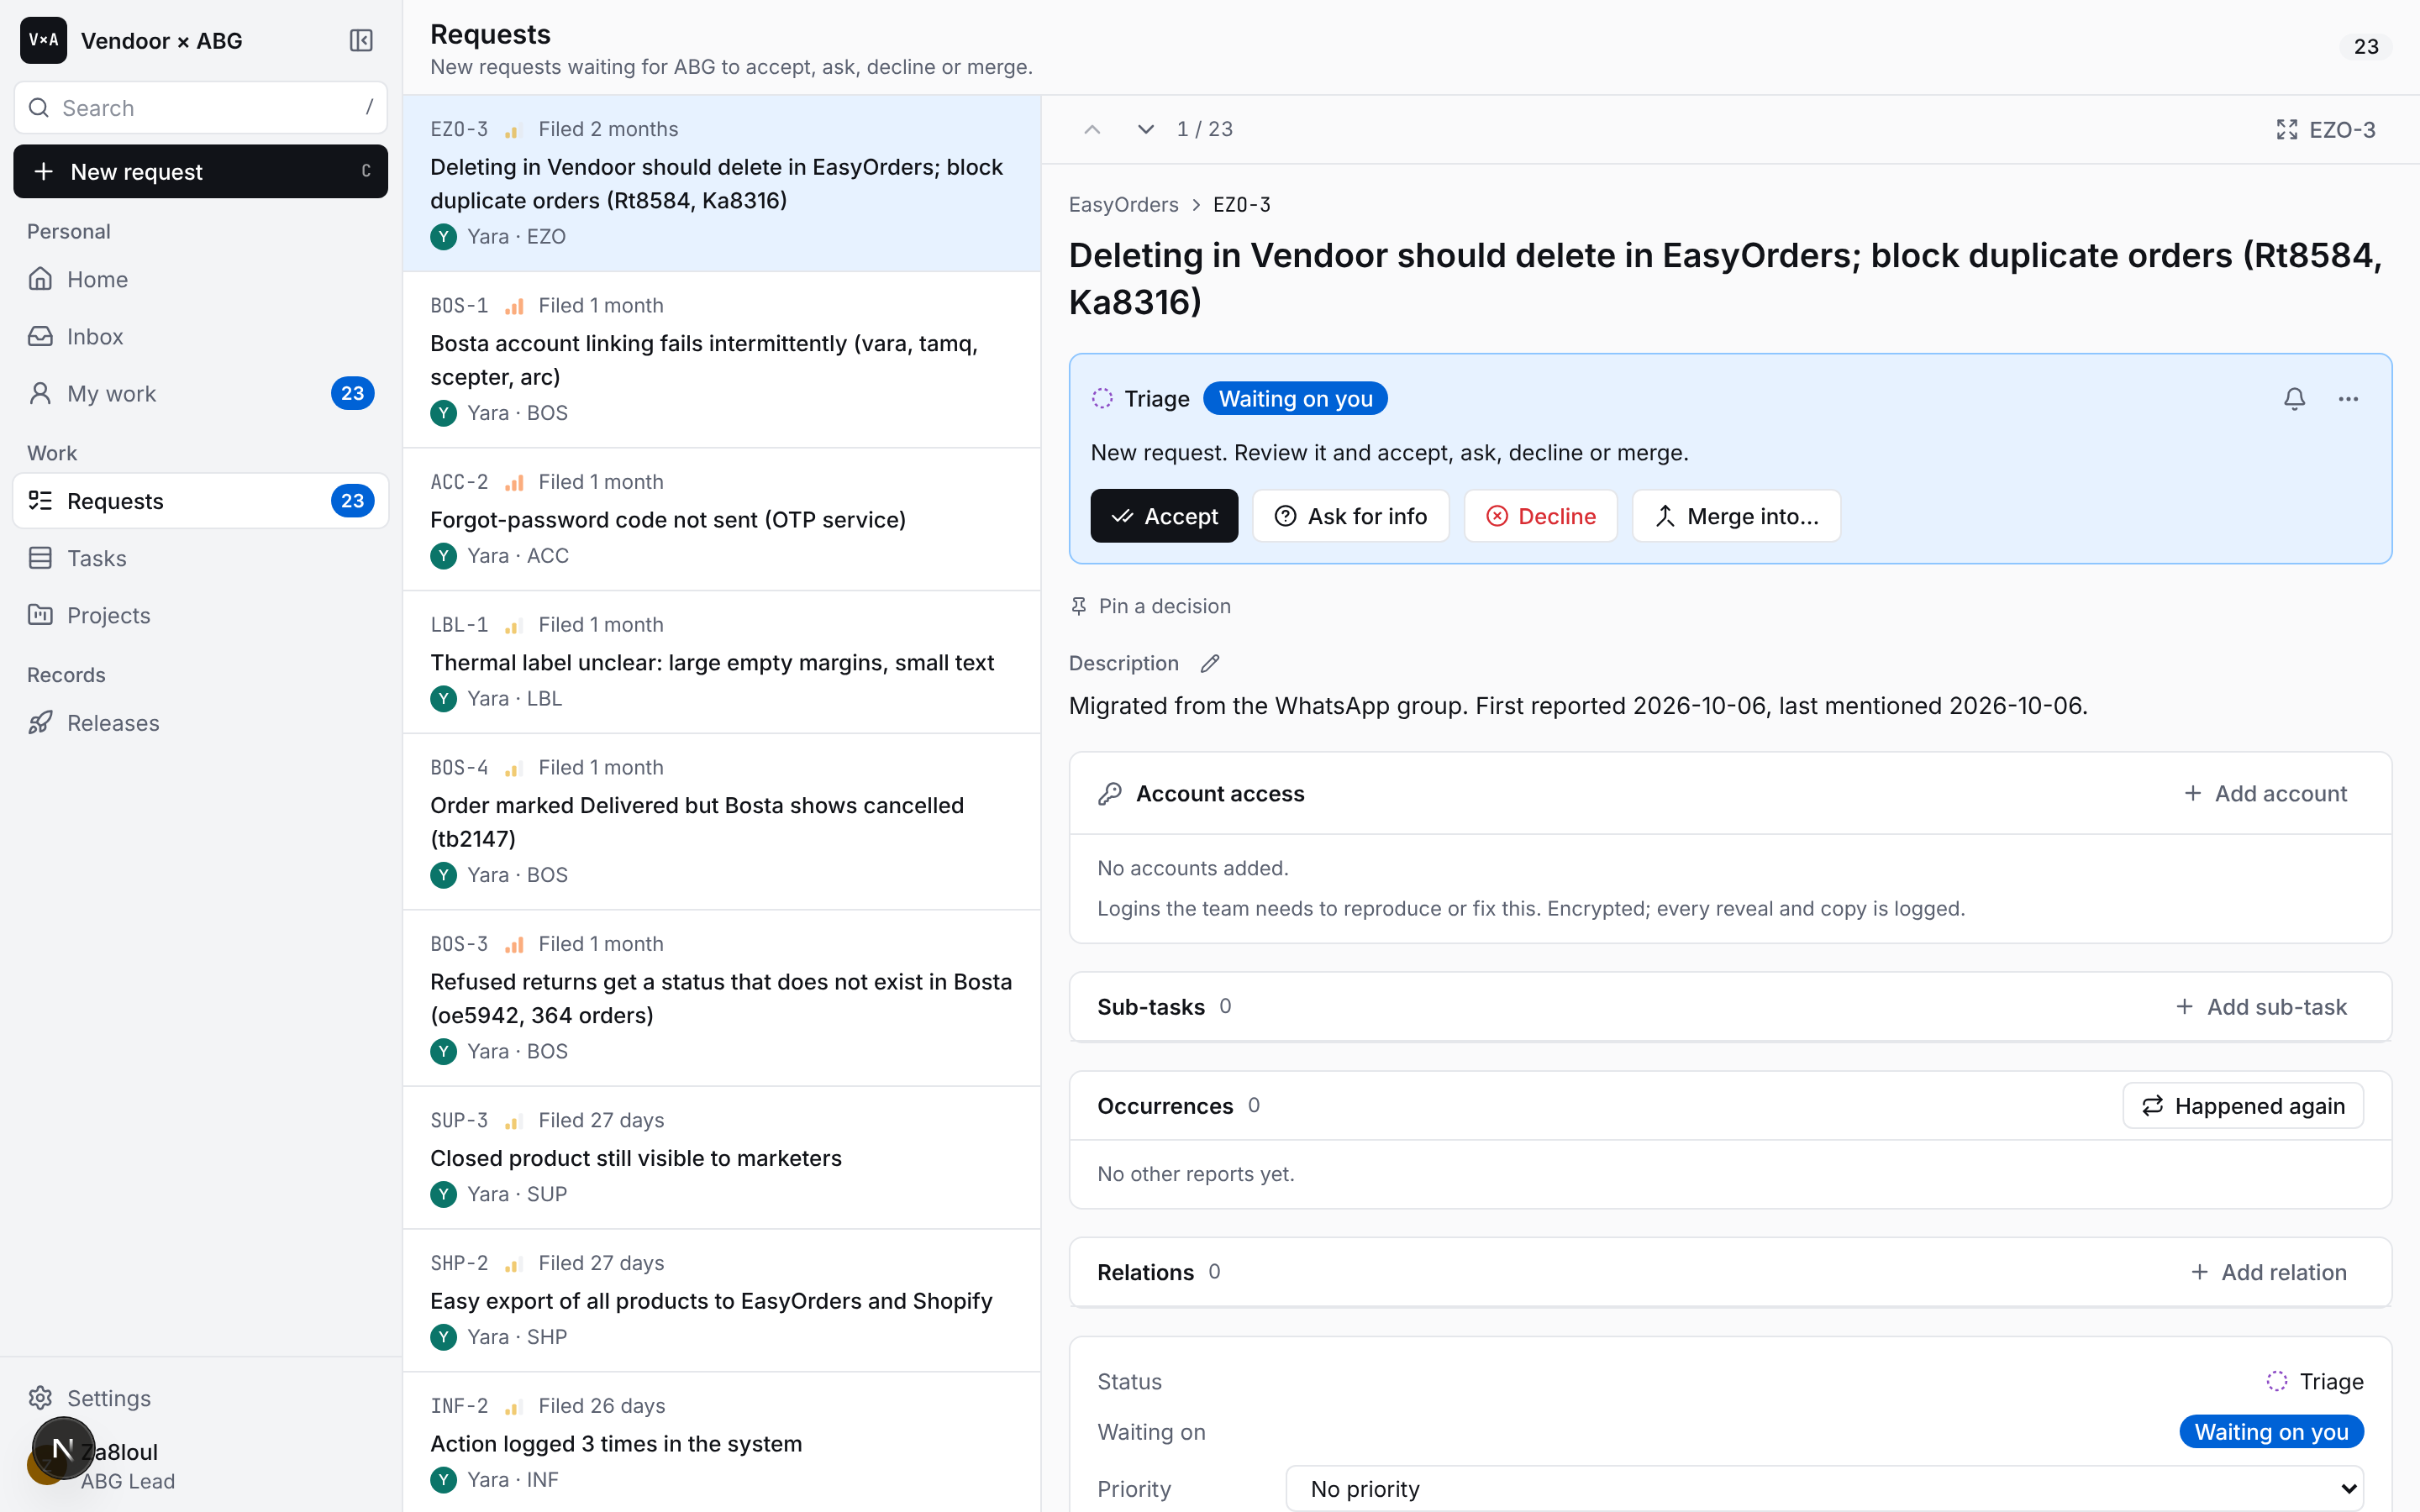 V×A
Vendoor × ABG
Search /
New request C
Personal
Home
Inbox
My work 23
Work
Requests 23
Tasks
Projects
Records
Releases
Settings
N
Za8loul
ABG Lead
Requests
New requests waiting for ABG to accept, ask, decline or merge.
23
EZO-3 Filed 2 months
Deleting in Vendoor should delete in EasyOrders; block
duplicate orders (Rt8584, Ka8316)
Y Yara · EZO
BOS-1 Filed 1 month
Bosta account linking fails intermittently (vara, tamq,
scepter, arc)
Y Yara · BOS
ACC-2 Filed 1 month
Forgot-password code not sent (OTP service)
Y Yara · ACC
LBL-1 Filed 1 month
Thermal label unclear: large empty margins, small text
Y Yara · LBL
BOS-4 Filed 1 month
Order marked Delivered but Bosta shows cancelled
(tb2147)
Y Yara · BOS
BOS-3 Filed 1 month
Refused returns get a status that does not exist in Bosta
(oe5942, 364 orders)
Y Yara · BOS
SUP-3 Filed 27 days
Closed product still visible to marketers
Y Yara · SUP
SHP-2 Filed 27 days
Easy export of all products to EasyOrders and Shopify
Y Yara · SHP
INF-2 Filed 26 days
Action logged 3 times in the system
Y Yara · INF
1 / 23
EZO-3
EasyOrders > EZO-3
Deleting in Vendoor should delete in EasyOrders; block duplicate orders (Rt8584,
Ka8316)
Triage Waiting on you
New request. Review it and accept, ask, decline or merge.
Accept Ask for info Decline Merge into...
Pin a decision
Description
Migrated from the WhatsApp group. First reported 2026-10-06, last mentioned 2026-10-06.
Account access + Add account
No accounts added.
Logins the team needs to reproduce or fix this. Encrypted; every reveal and copy is logged.
Sub-tasks 0 + Add sub-task
Occurrences 0 Happened again
No other reports yet.
Relations 0 + Add relation
Status Triage
Waiting on Waiting on you
Priority No priority